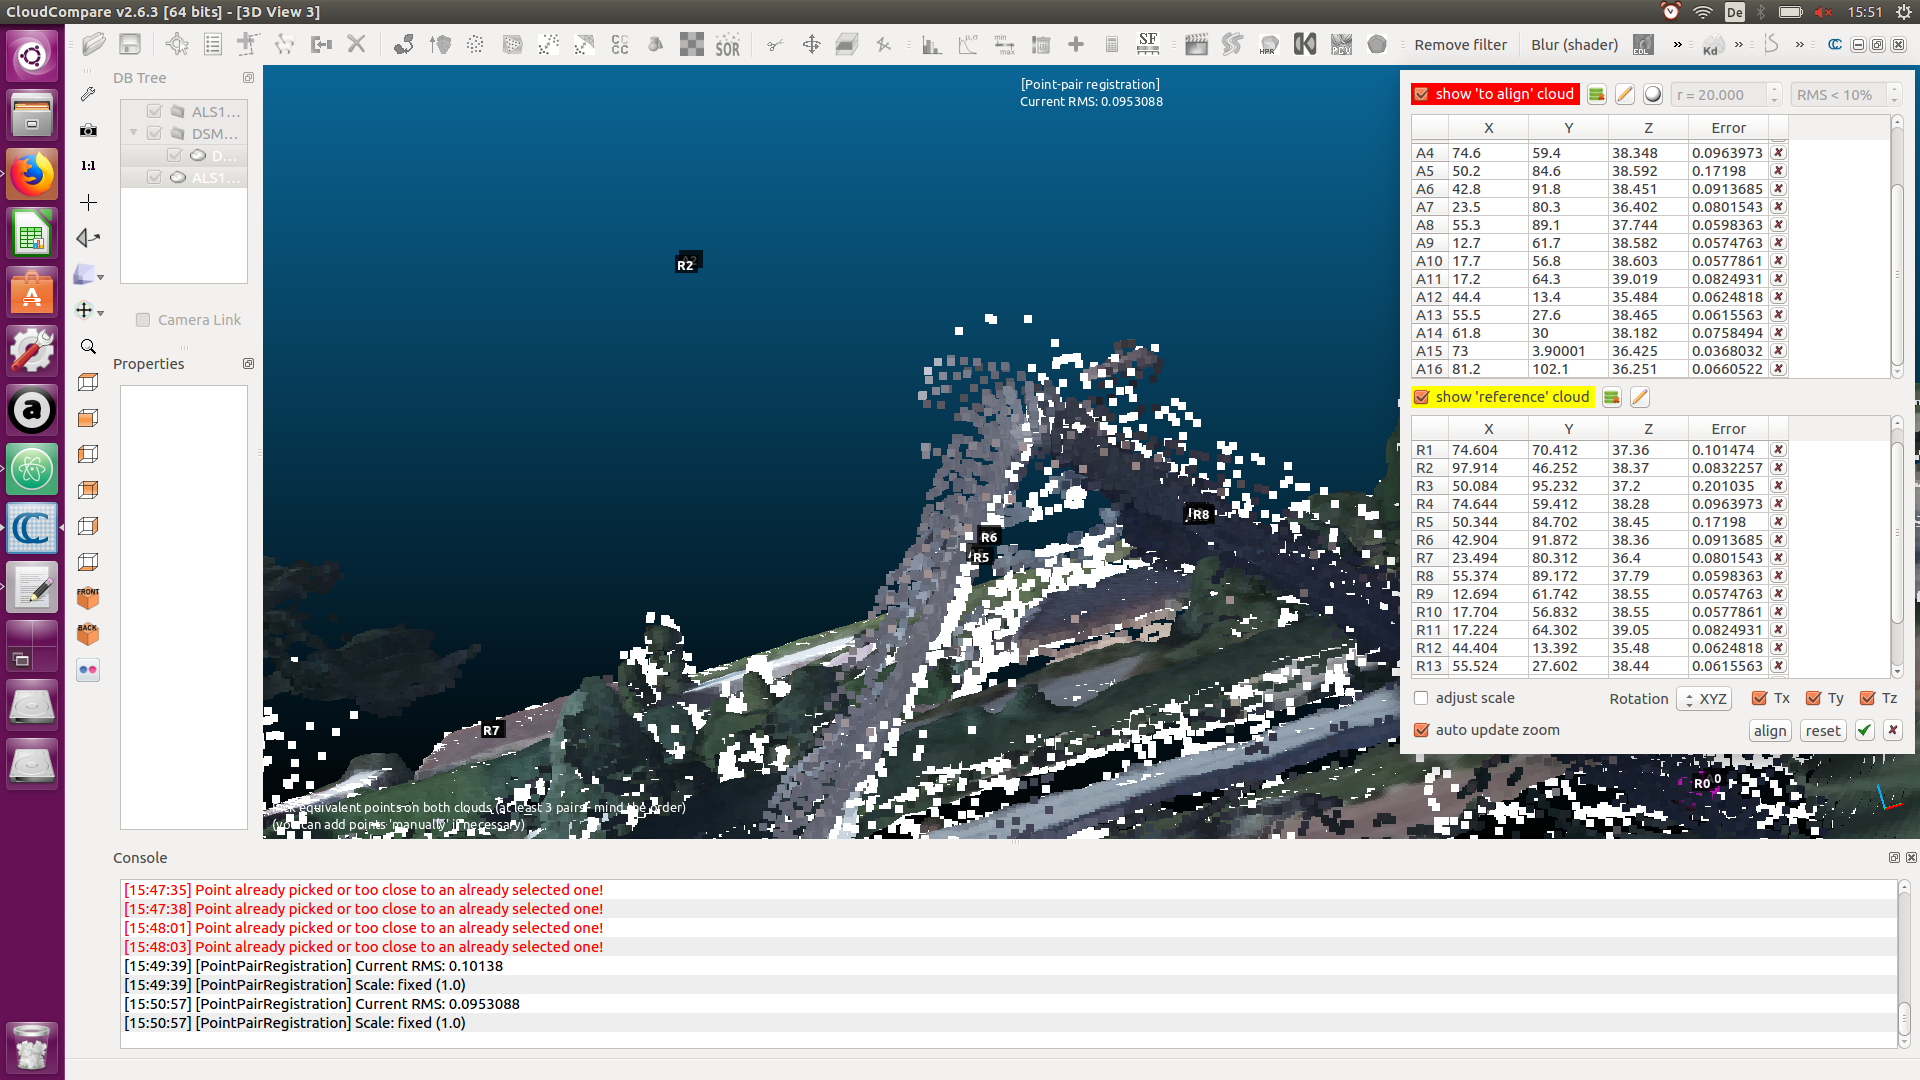 CloudCompare v2.6.3 [64 bits] - [3D View 3]
De
15:51
SOR
SF
Remove filter
Blur (shader)
EDL
»
Kd
»
»
DB Tree
ALS1...
DSM...
D...
ALS1...
1:1
Camera Link
Properties
FRONT
BACK
[Point-pair registration]
Current RMS: 0.0953088
R2
R6
R5
R8
R7
R0
pick equivalent points on both clouds (at least 3 pairs - mind the order)
(you can add points 'manually' if necessary)
show 'to align' cloud
r = 20.000
RMS < 10%
X Y Z Error
A4 74.6 59.4 38.348 0.0963973
A5 50.2 84.6 38.592 0.17198
A6 42.8 91.8 38.451 0.0913685
A7 23.5 80.3 36.402 0.0801543
A8 55.3 89.1 37.744 0.0598363
A9 12.7 61.7 38.582 0.0574763
A10 17.7 56.8 38.603 0.0577861
A11 17.2 64.3 39.019 0.0824931
A12 44.4 13.4 35.484 0.0624818
A13 55.5 27.6 38.465 0.0615563
A14 61.8 30 38.182 0.0758494
A15 73 3.90001 36.425 0.0368032
A16 81.2 102.1 36.251 0.0660522
show 'reference' cloud
X Y Z Error
R1 74.604 70.412 37.36 0.101474
R2 97.914 46.252 38.37 0.0832257
R3 50.084 95.232 37.2 0.201035
R4 74.644 59.412 38.28 0.0963973
R5 50.344 84.702 38.45 0.17198
R6 42.904 91.872 38.36 0.0913685
R7 23.494 80.312 36.4 0.0801543
R8 55.374 89.172 37.79 0.0598363
R9 12.694 61.742 38.55 0.0574763
R10 17.704 56.832 38.55 0.0577861
R11 17.224 64.302 39.05 0.0824931
R12 44.404 13.392 35.48 0.0624818
R13 55.524 27.602 38.44 0.0615563
adjust scale
Rotation XYZ Tx Ty Tz
auto update zoom
align reset
Console
[15:47:35] Point already picked or too close to an already selected one!
[15:47:38] Point already picked or too close to an already selected one!
[15:48:01] Point already picked or too close to an already selected one!
[15:48:03] Point already picked or too close to an already selected one!
[15:49:39] [PointPairRegistration] Current RMS: 0.10138
[15:49:39] [PointPairRegistration] Scale: fixed (1.0)
[15:50:57] [PointPairRegistration] Current RMS: 0.0953088
[15:50:57] [PointPairRegistration] Scale: fixed (1.0)